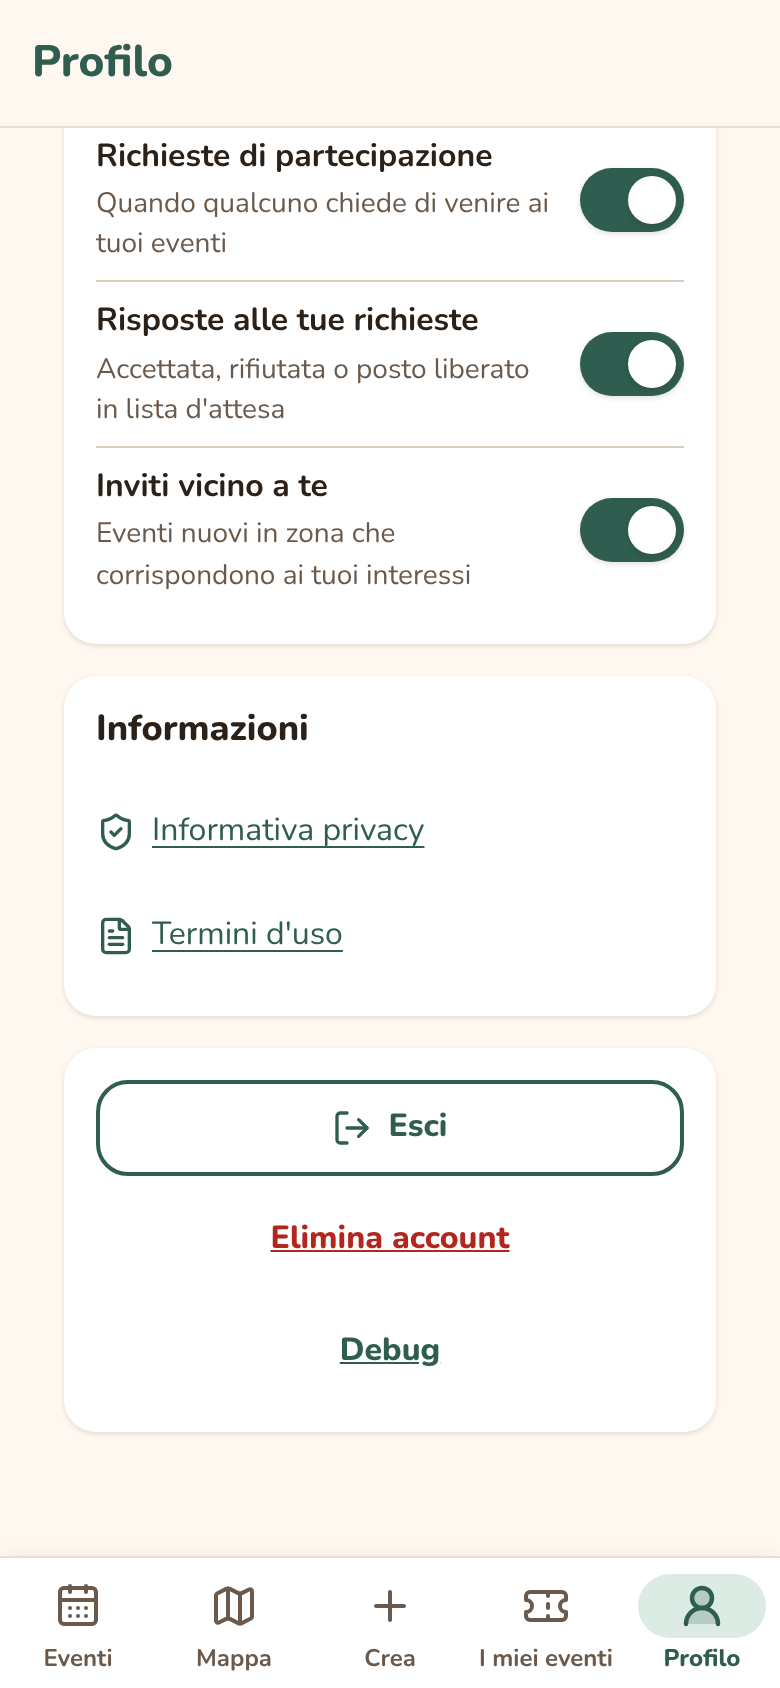 Profilo
Richieste di partecipazione
Quando qualcuno chiede di venire ai
tuoi eventi
Risposte alle tue richieste
Accettata, rifiutata o posto liberato
in lista d'attesa
Inviti vicino a te
Eventi nuovi in zona che
corrispondono ai tuoi interessi
Informazioni
Informativa privacy
Termini d'uso
Esci
Elimina account
Debug
Eventi
Mappa
Crea
I miei eventi
Profilo